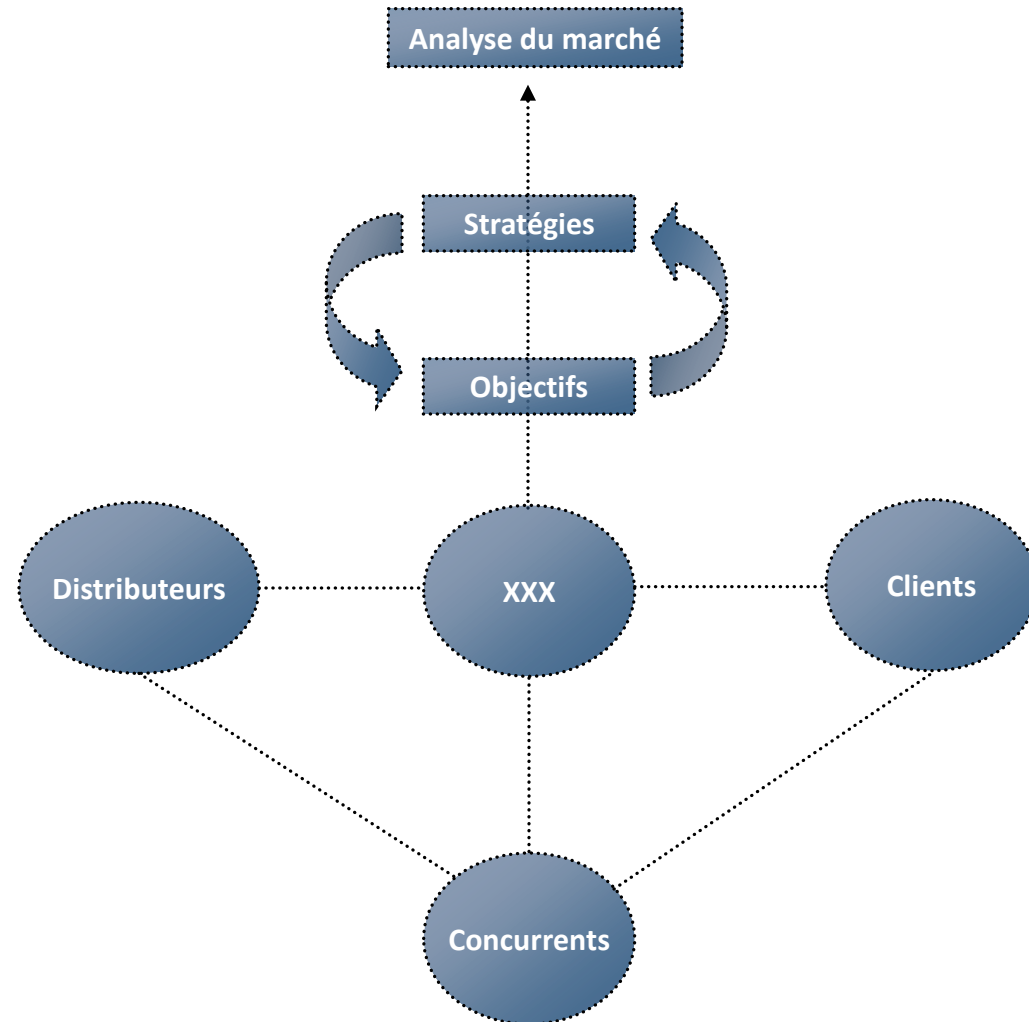 Analyse du marché
Stratégies
Objectifs
Distributeurs
XXX
Clients
Concurrents